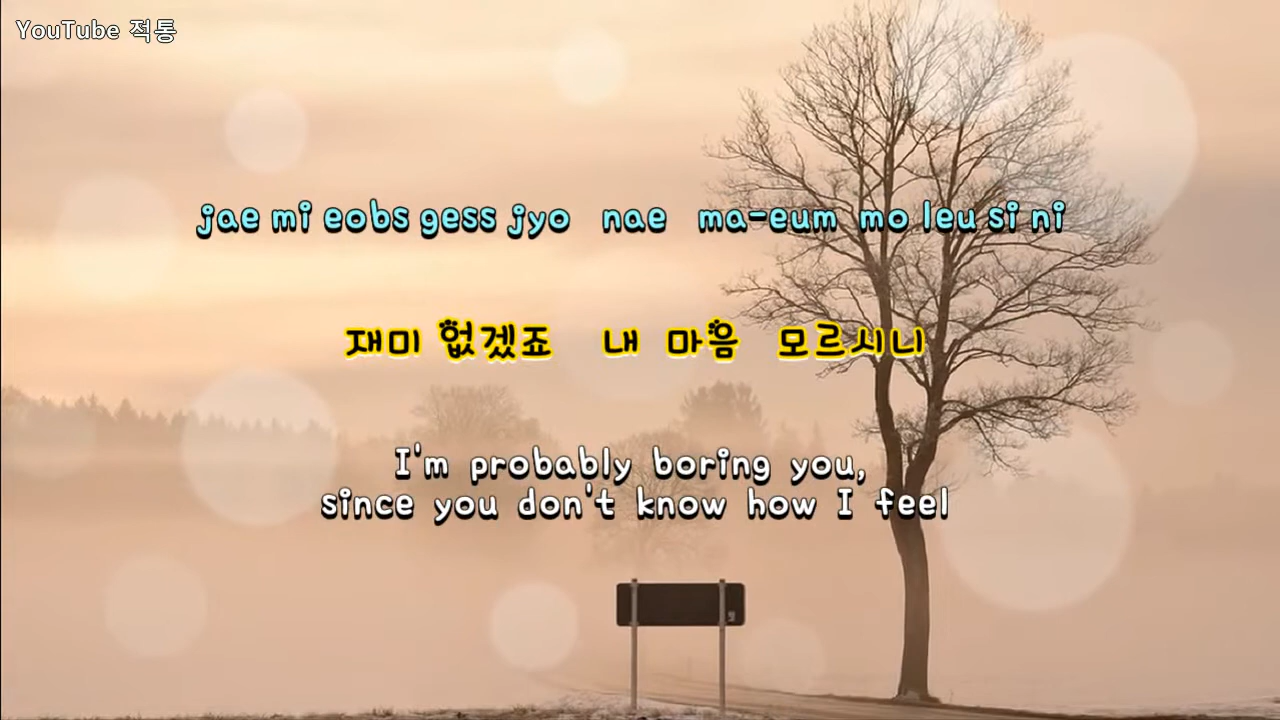 YouTube 적통
jae mi eobs gess jyo nae ma-eum mo leu si ni
재미 없겠죠 내 마음 모르시니
I'm probably boring you,
since you don't know how I feel